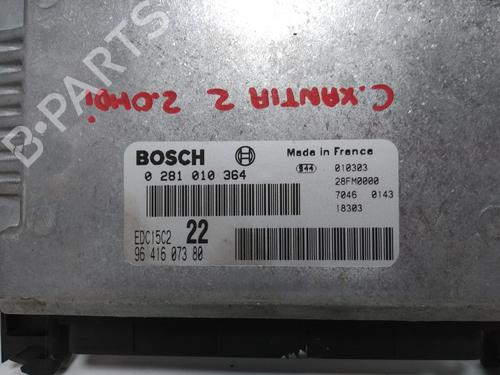 B-PARTS
C.XANTIA 2 2.0HDi
BOSCH
Made in France
0 281 010 364
S44
010303
28FM0000
7046 0143
18303
EDC15C2 22
96 416 073 80